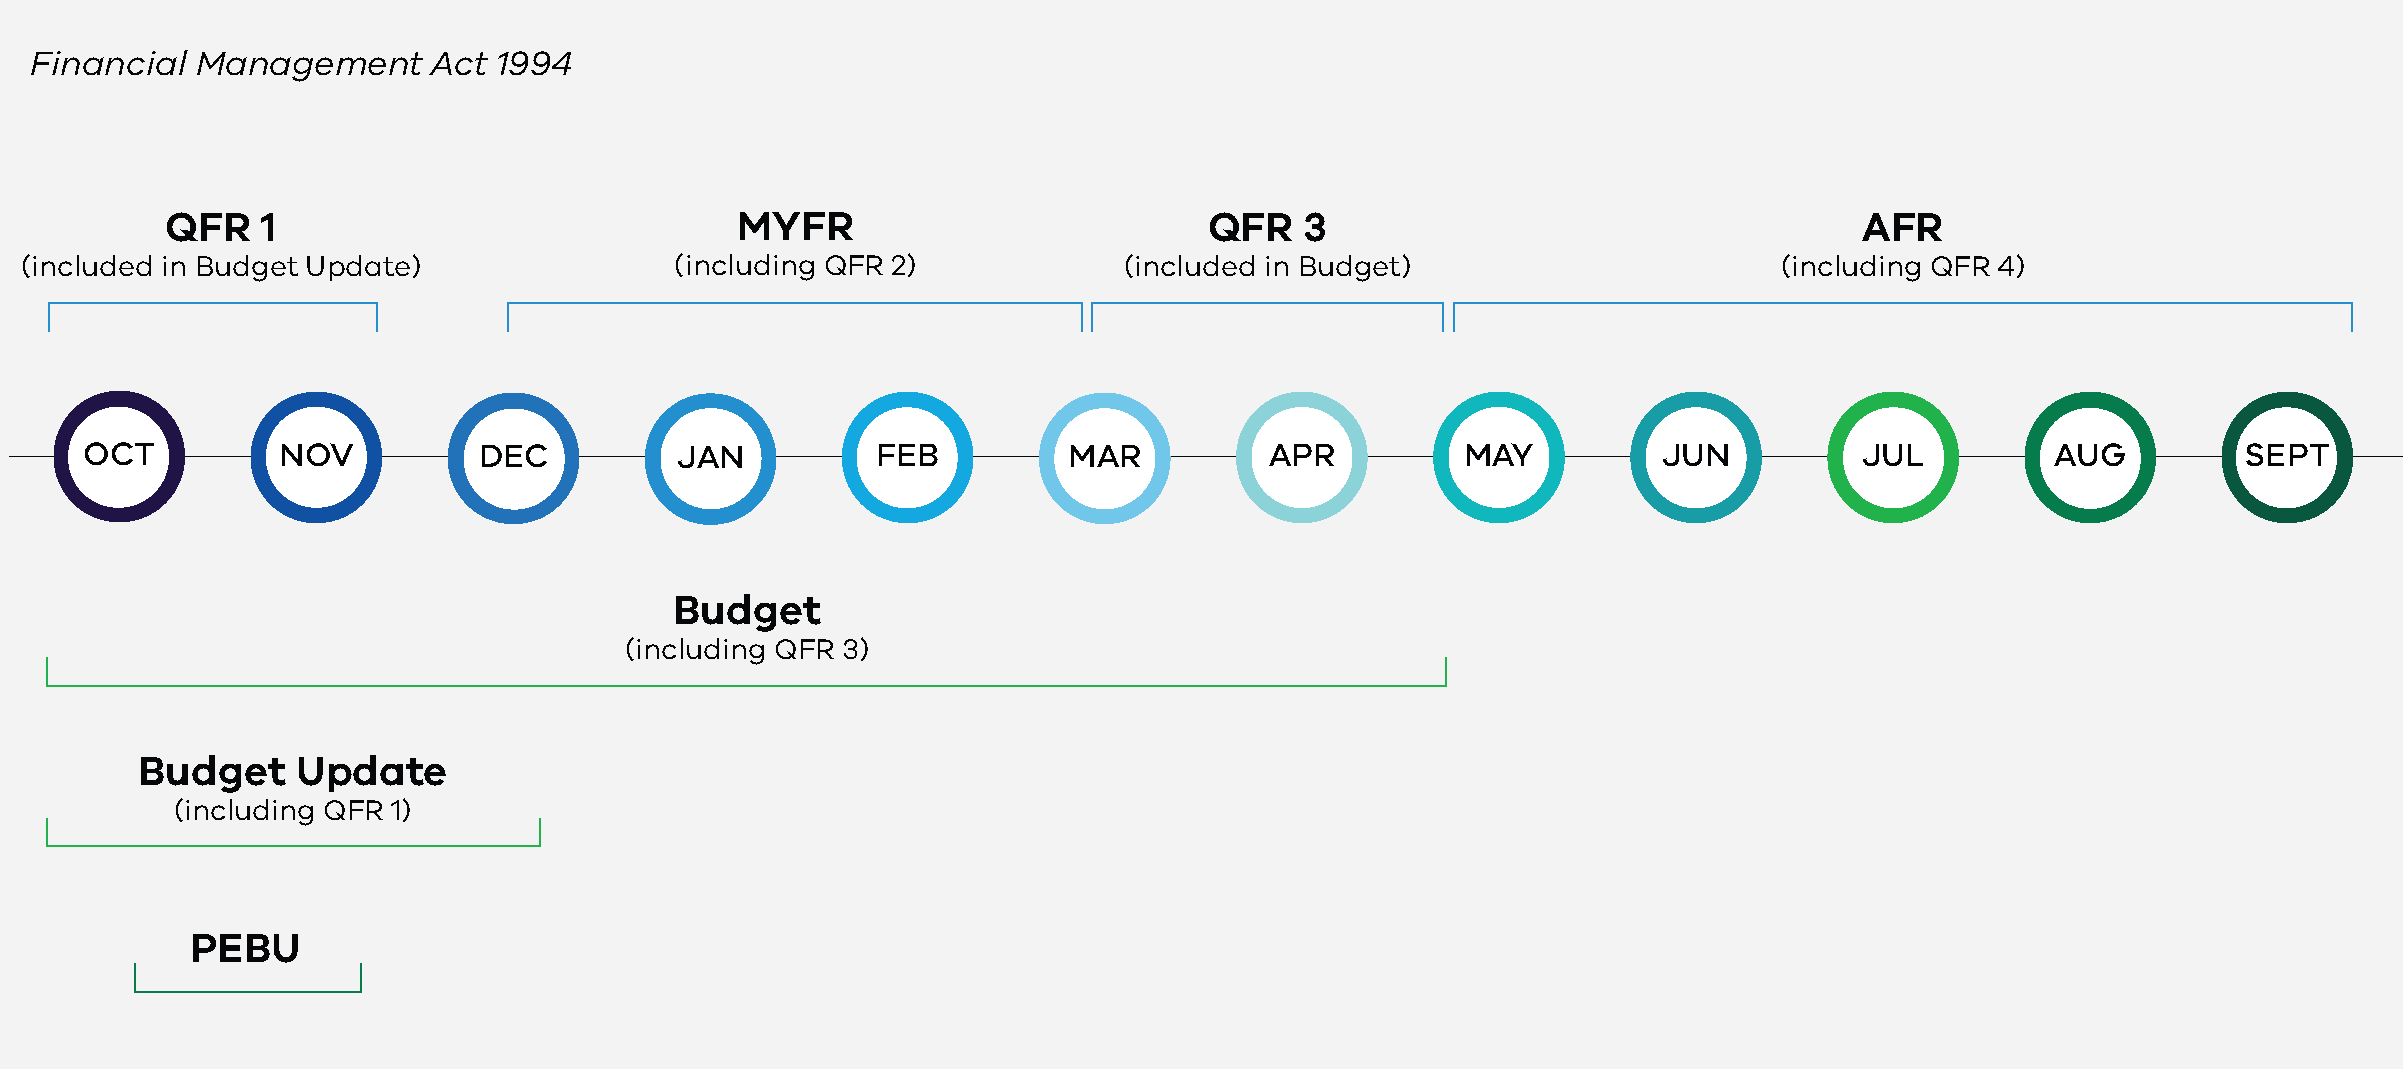 Financial Management Act 1994
QFR 1
(included in Budget Update)
MYFR
(including QFR 2)
QFR 3
(included in Budget)
AFR
(including QFR 4)
OCT
NOV
DEC
JAN
FEB
MAR
APR
MAY
JUN
JUL
AUG
SEPT
Budget
(including QFR 3)
Budget Update
(including QFR 1)
PEBU